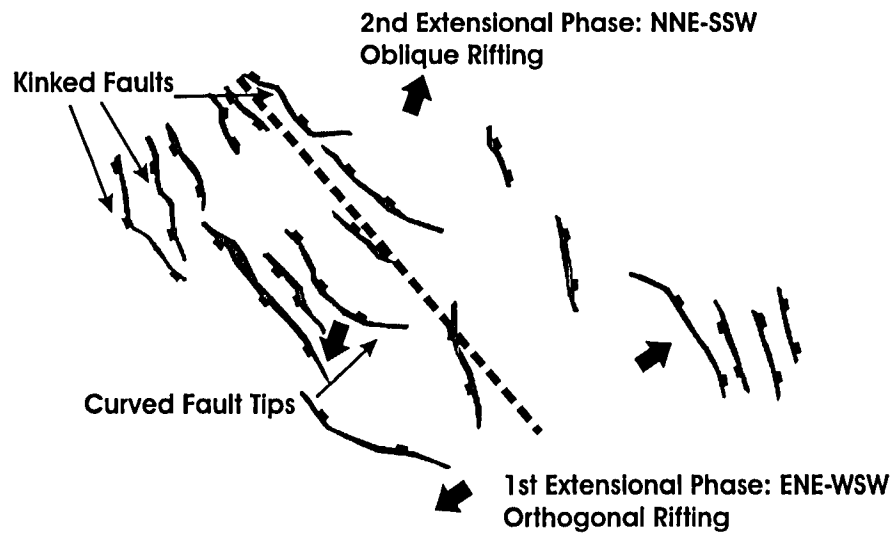 2nd Extensional Phase: NNE-SSW
Oblique Rifting
Kinked Faults
Curved Fault Tips
1st Extensional Phase: ENE-WSW
Orthogonal Rifting